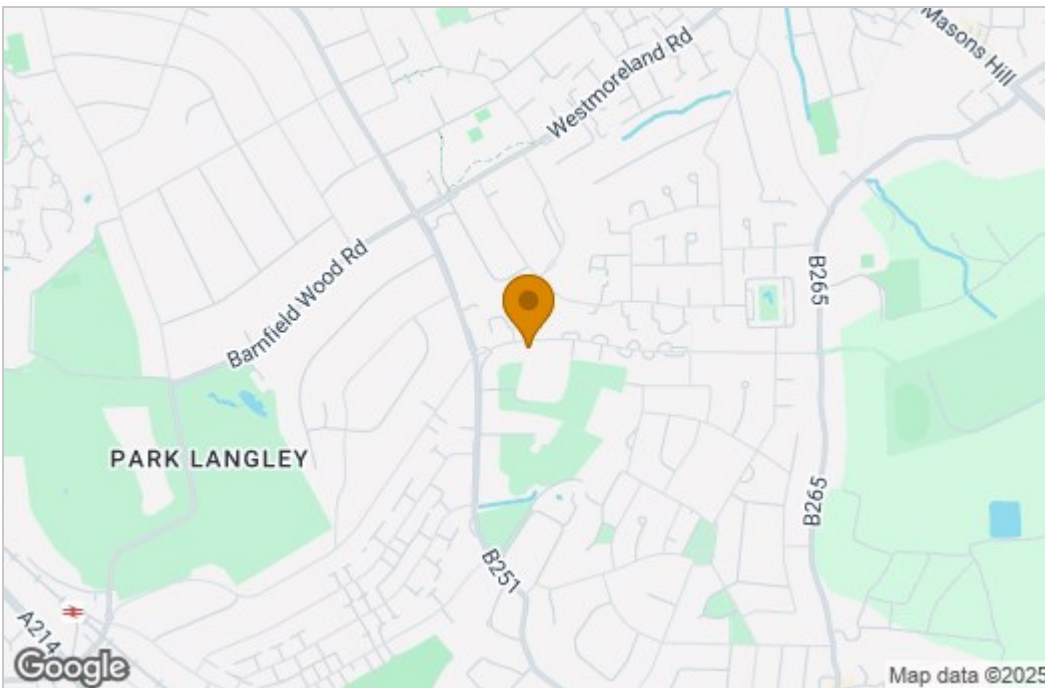 Masons Hill
Westmoreland Rd
Barnfield Wood Rd
B265
PARK LANGLEY
B265
B251
A214
Google
Map data ©2025